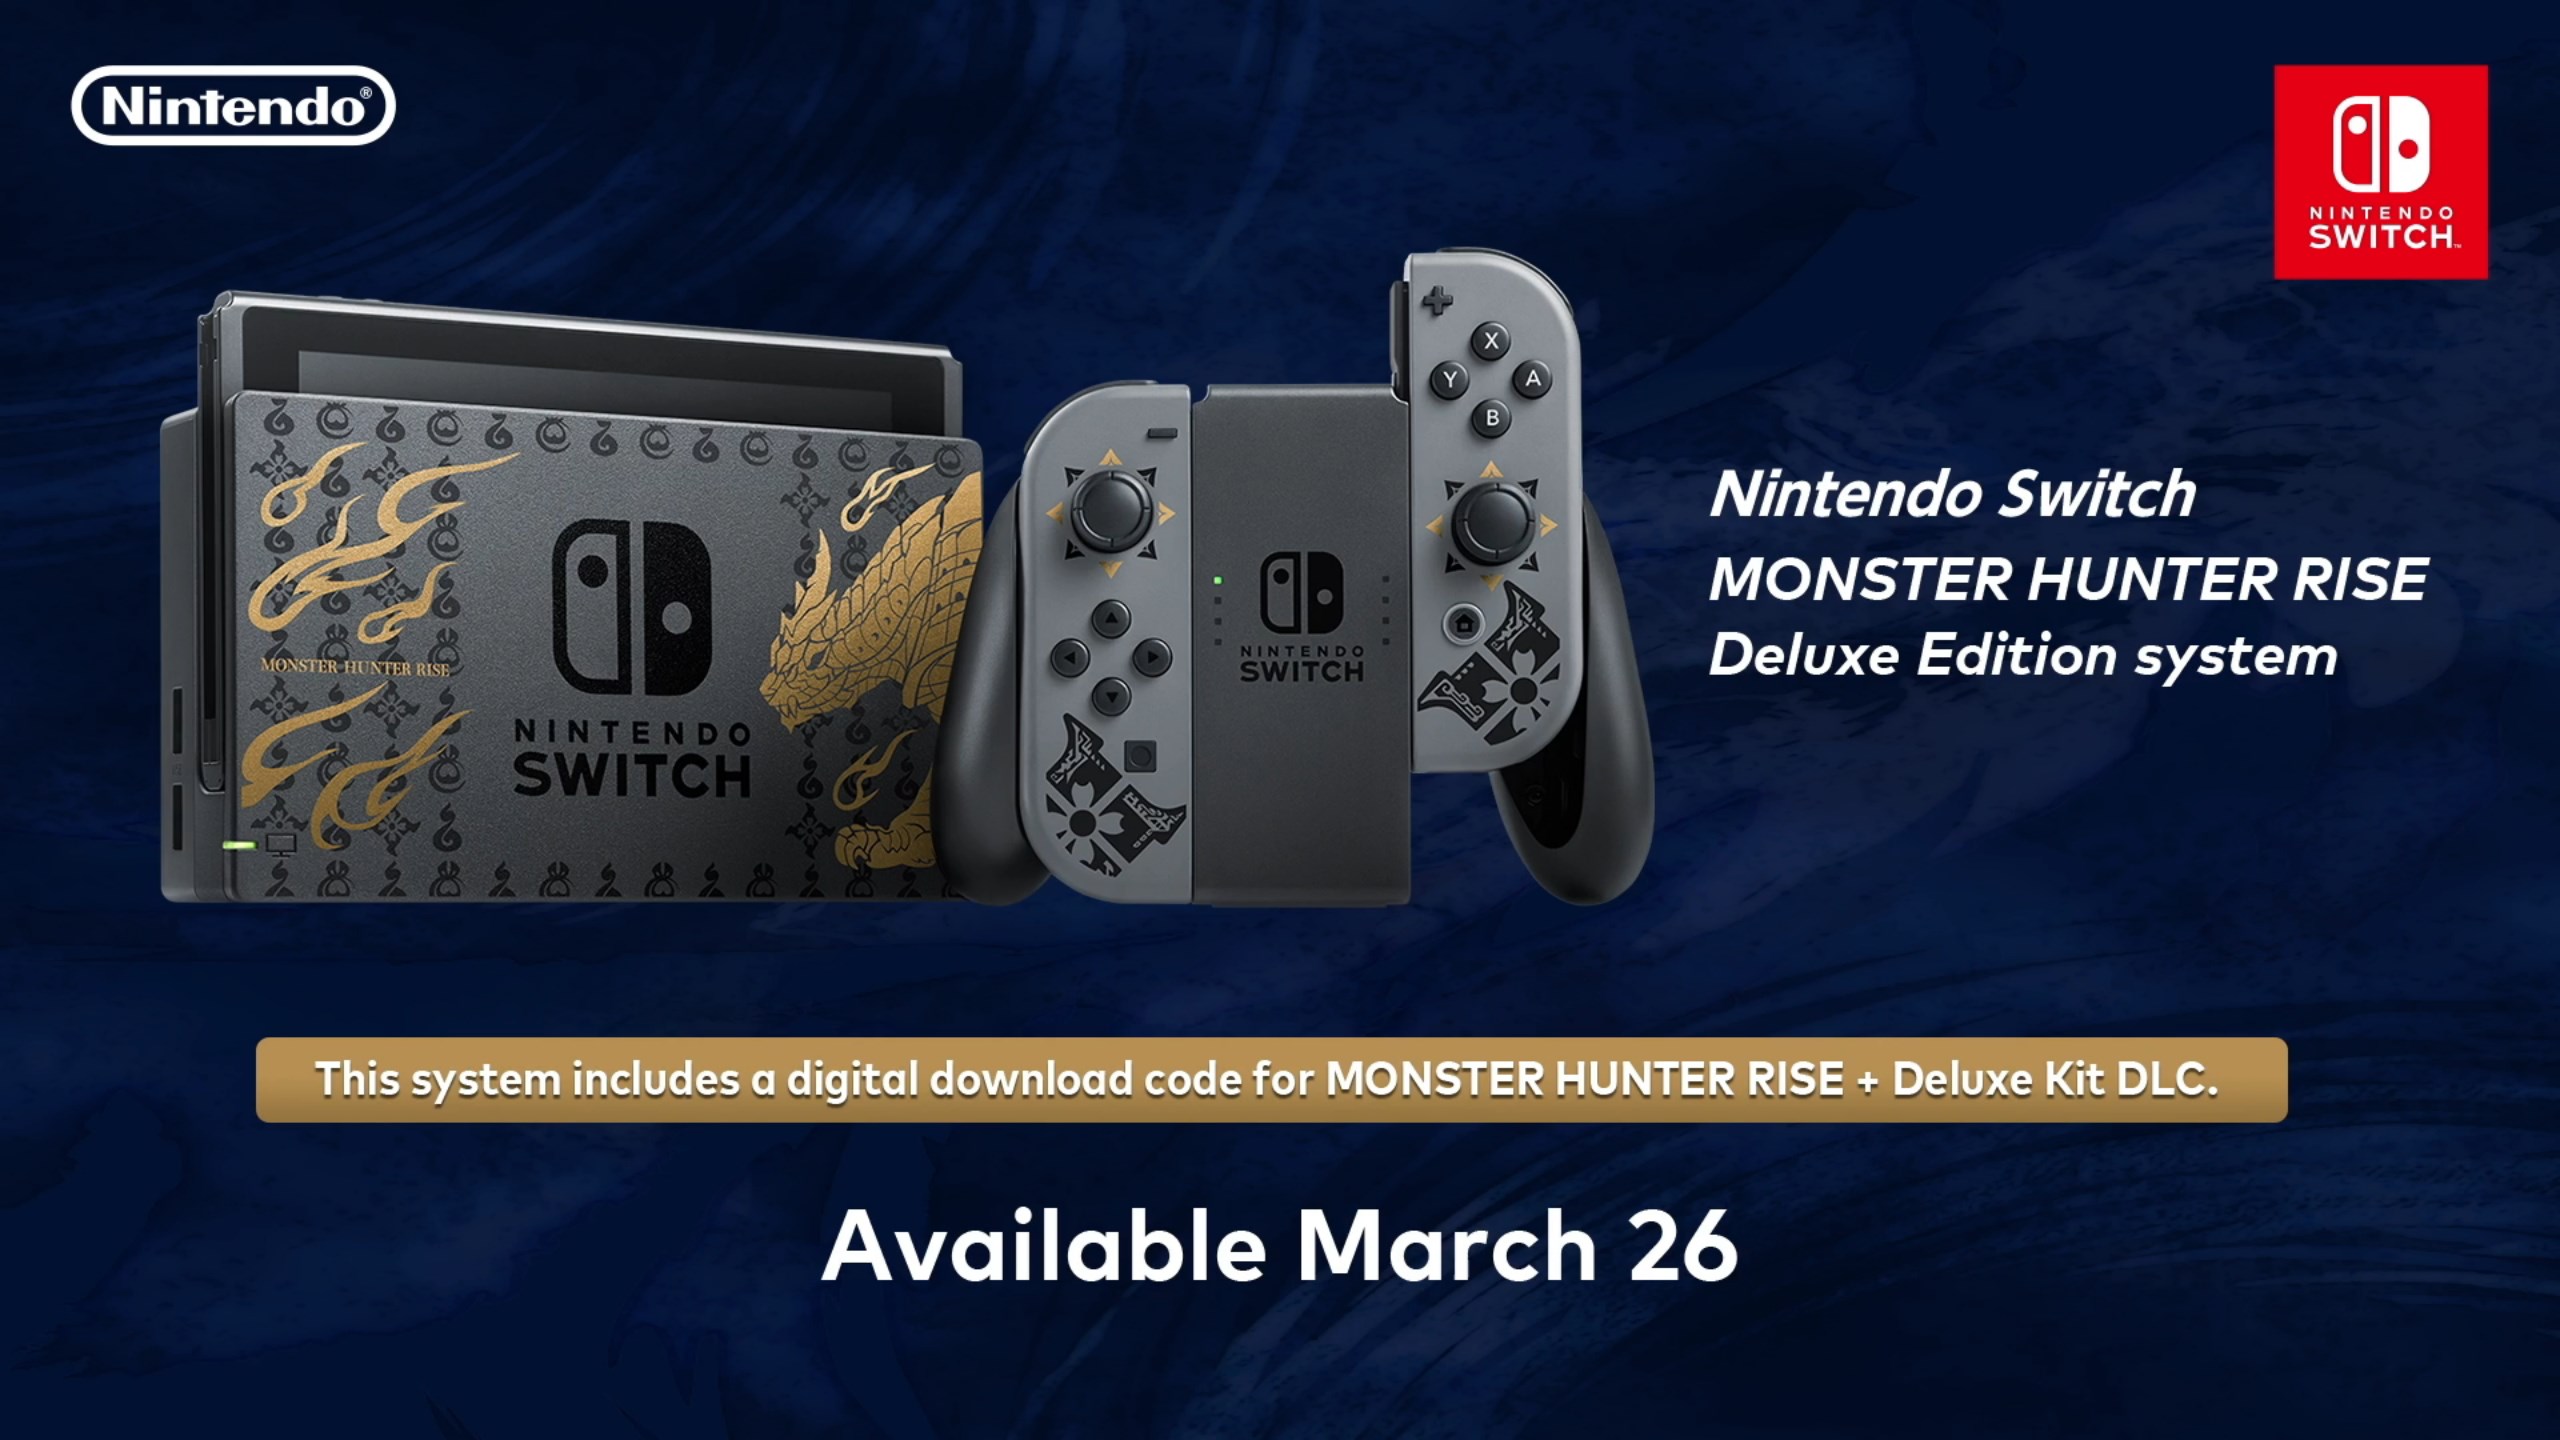 Nintendo®
NINTENDO
SWITCH™
X
Y
A
B
Nintendo Switch
MONSTER HUNTER RISE
Deluxe Edition system
MONSTER HUNTER RISE
NINTENDO
SWITCH
NINTENDO
SWITCH
This system includes a digital download code for MONSTER HUNTER RISE + Deluxe Kit DLC.
Available March 26